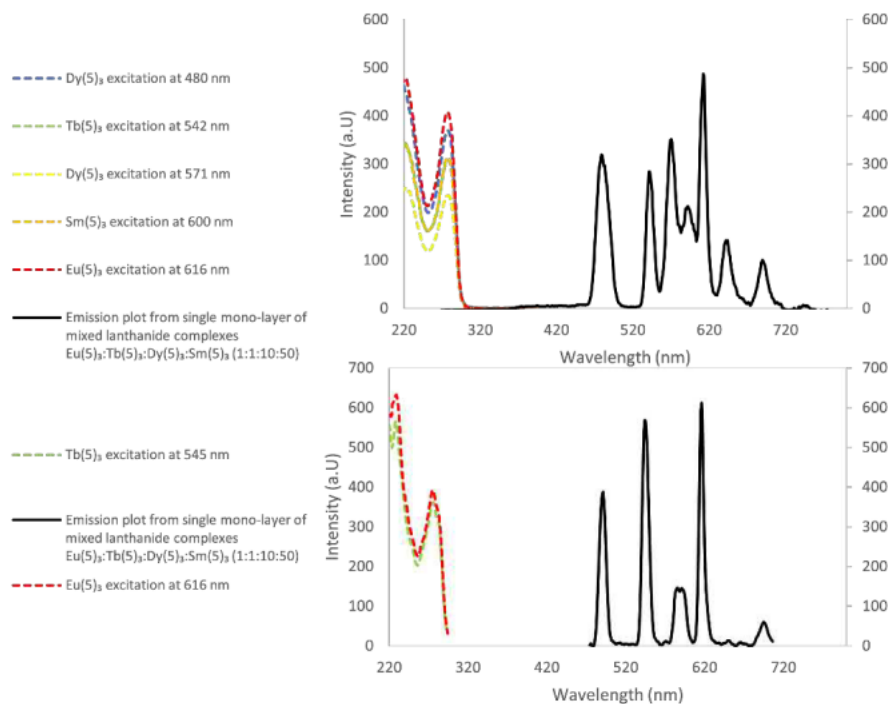 Dy(5)₃ excitation at 480 nm
Tb(5)₃ excitation at 542 nm
Dy(5)₃ excitation at 571 nm
Sm(5)₃ excitation at 600 nm
Eu(5)₃ excitation at 616 nm
Emission plot from single mono-layer of
mixed lanthanide complexes
Eu(5)₃:Tb(5)₃:Dy(5)₃:Sm(5)₃ (1:1:10:50)
Intensity (a.U)
600 600
500 500
400 400
300 300
200 200
100 100
0 0
220 320 420 520 620 720
Wavelength (nm)
Tb(5)₃ excitation at 545 nm
Emission plot from single mono-layer of
mixed lanthanide complexes
Eu(5)₃:Tb(5)₃:Dy(5)₃:Sm(5)₃ (1:1:10:50)
Eu(5)₃ excitation at 616 nm
Intensity (a.U)
700 700
600 600
500 500
400 400
300 300
200 200
100 100
0 0
220 320 420 520 620 720
Wavelength (nm)